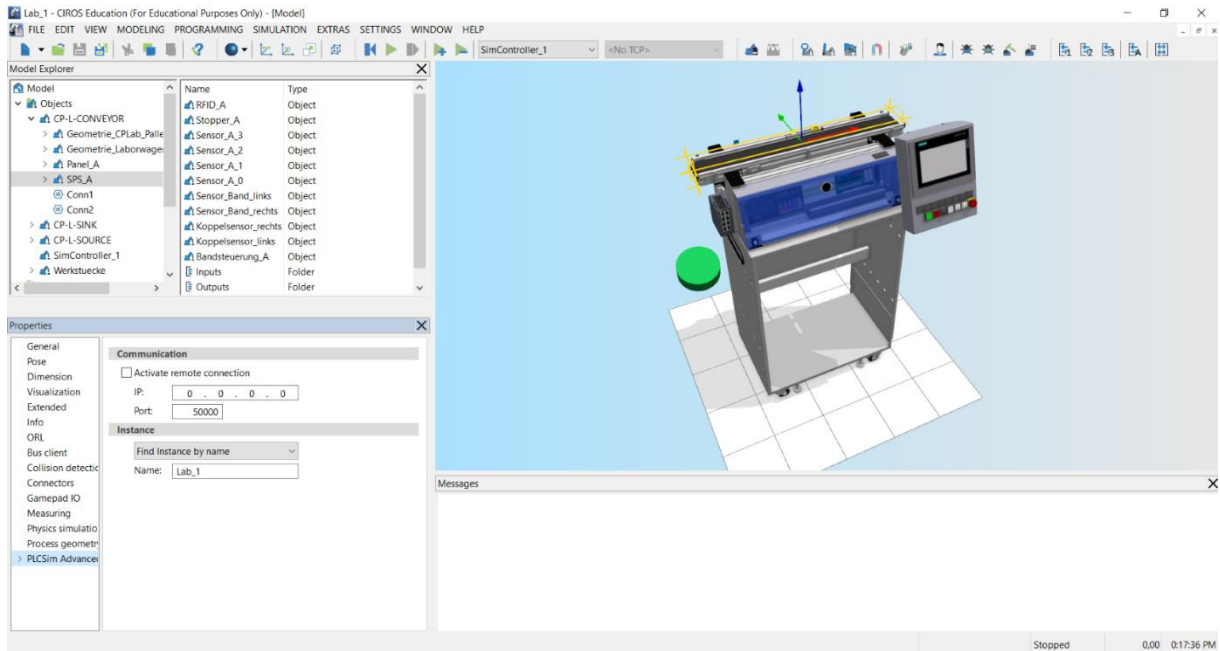 Lab_1 - CIROS Education (For Educational Purposes Only) - [Model]
FILE EDIT VIEW MODELING PROGRAMMING SIMULATION EXTRAS SETTINGS WINDOW HELP
SimController_1 <No TCP>
Model Explorer
Model
Objects
CP-L-CONVEYOR
Geometrie_CPLab_Palle
Geometrie_Laborwage
Panel_A
SPS_A
Conn1
Conn2
CP-L-SINK
CP-L-SOURCE
SimController_1
Werkstuecke
Name Type
RFID_A Object
Stopper_A Object
Sensor_A_3 Object
Sensor_A_2 Object
Sensor_A_1 Object
Sensor_A_0 Object
Sensor_Band_links Object
Sensor_Band_rechts Object
Koppelsensor_rechts Object
Koppelsensor_links Object
Bandsteuerung_A Object
Inputs Folder
Outputs Folder
Properties
General
Pose
Dimension
Visualization
Extended
Info
ORL
Bus client
Collision detectio
Connectors
Gamepad IO
Measuring
Physics simulatio
Process geometry
PLCSim Advanced
Communication
Activate remote connection
IP: 0 . 0 . 0 . 0
Port: 50000
Instance
Find Instance by name
Name: Lab_1
Messages
Stopped 0,00 0:17:36 PM